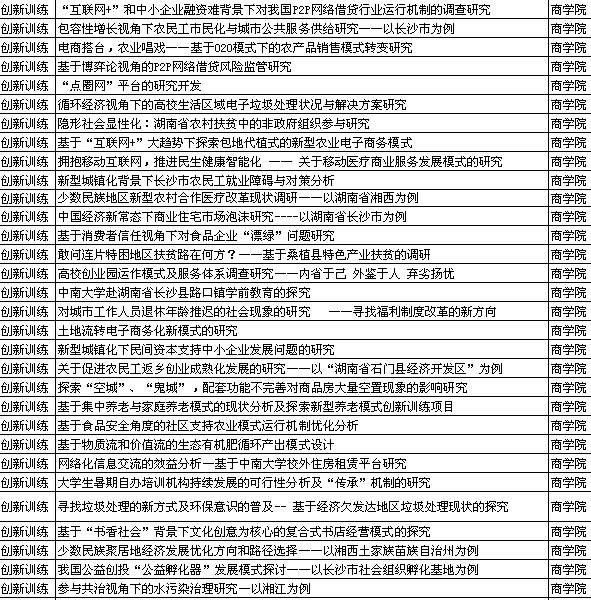 创新训练 “互联网+”和中小企业融资难背景下对我国P2P网络借贷行业运行机制的调查研究 商学院
创新训练 包容性增长视角下农民工市民化与城市公共服务供给研究——以长沙市为例 商学院
创新训练 电商搭台,农业唱戏——基于O2O模式下的农产品销售模式转变研究 商学院
创新训练 基于博弈论视角的P2P网络借贷风险监管研究 商学院
创新训练 “点圈网”平台的研究开发 商学院
创新训练 循环经济视角下的高校生活区域电子垃圾处理状况与解决方案研究 商学院
创新训练 隐形社会显性化：湖南省农村扶贫中的非政府组织参与研究 商学院
创新训练 基于“互联网+”大趋势下探索包地代植式的新型农业电子商务模式 商学院
创新训练 拥抱移动互联网,推进民生健康智能化 —— 关于移动医疗商业服务发展模式的研究 商学院
创新训练 新型城镇化背景下长沙市农民工就业障碍与对策分析 商学院
创新训练 少数民族地区新型农村合作医疗改革现状调研——以湖南省湘西为例 商学院
创新训练 中国经济新常态下商业住宅市场泡沫研究----以湖南省长沙市为例 商学院
创新训练 基于消费者信任视角下对食品企业“漂绿”问题研究 商学院
创新训练 敢问连片特困地区扶贫路在何方？——基于桑植县特色产业扶贫的调研 商学院
创新训练 高校创业园运作模式及服务体系调查研究——内省于己 外鉴于人 弃劣扬忧 商学院
创新训练 中南大学赴湖南省长沙县路口镇学前教育的探究 商学院
创新训练 对城市工作人员退休年龄推迟的社会现象的研究 ——寻找福利制度改革的新方向 商学院
创新训练 土地流转电子商务化新模式的研究 商学院
创新训练 新型城镇化下民间资本支持中小企业发展问题的研究 商学院
创新训练 关于促进农民工返乡创业成熟化发展的研究——以“湖南省石门县经济开发区”为例 商学院
创新训练 探索“空城”、“鬼城”,配套功能不完善对商品房大量空置现象的影响研究 商学院
创新训练 基于集中养老与家庭养老模式的现状分析及探索新型养老模式创新训练项目 商学院
创新训练 基于食品安全角度的社区支持农业模式运行机制优化分析 商学院
创新训练 基于物质流和价值流的生态有机肥循环产出模式设计 商学院
创新训练 网络化信息交流的效益分析—基于中南大学校外住房租赁平台研究 商学院
创新训练 大学生暑期自办培训机构持续发展的可行性分析及“传承”机制的研究 商学院
创新训练 寻找垃圾处理的新方式及环保意识的普及-- 基于经济欠发达地区垃圾处理现状的探究 商学院
创新训练 基于“书香社会”背景下文化创意为核心的复合式书店经营模式的探究 商学院
创新训练 少数民族聚居地经济发展优化方向和路径选择——以湘西土家族苗族自治州为例 商学院
创新训练 我国公益创投“公益孵化器”发展模式探讨——以长沙市社会组织孵化基地为例 商学院
创新训练 参与共治视角下的水污染治理研究—以湘江为例 商学院